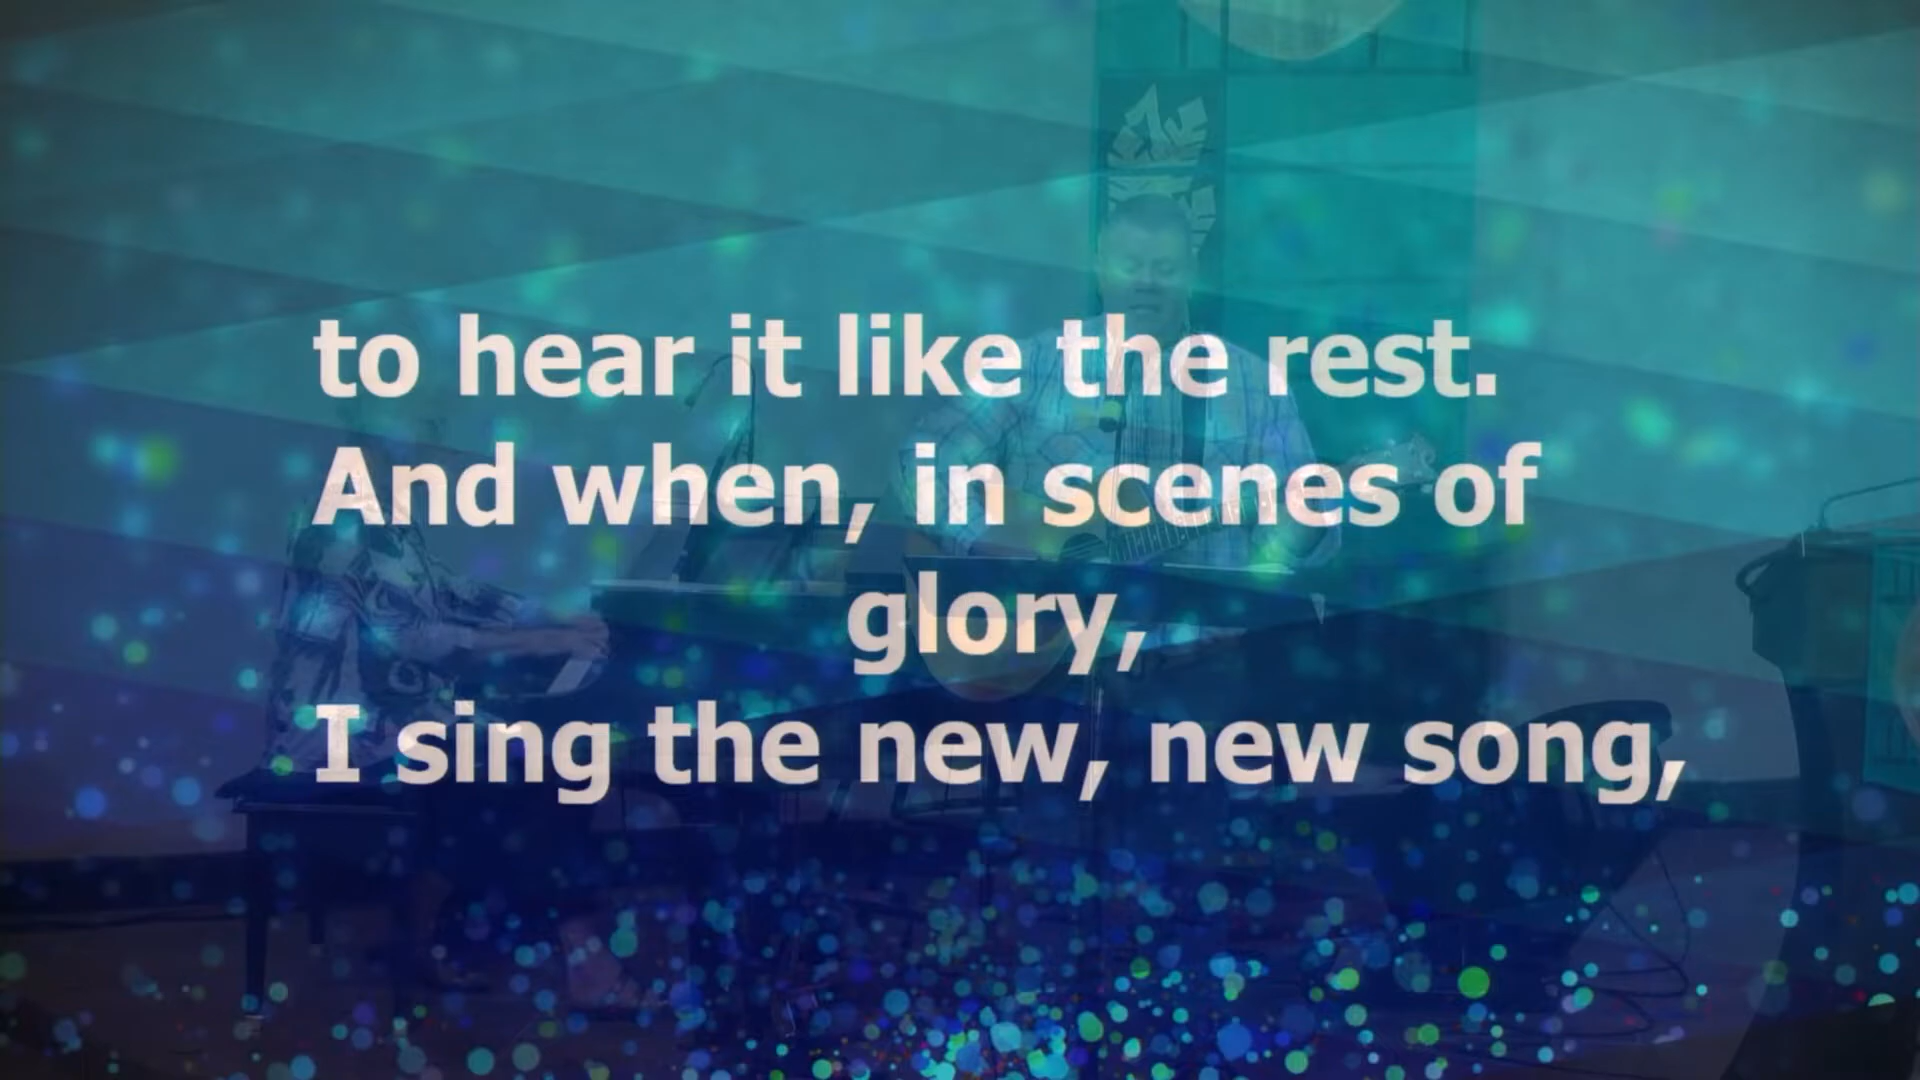 to hear it like the rest.
And when, in scenes of
glory,
I sing the new, new song,